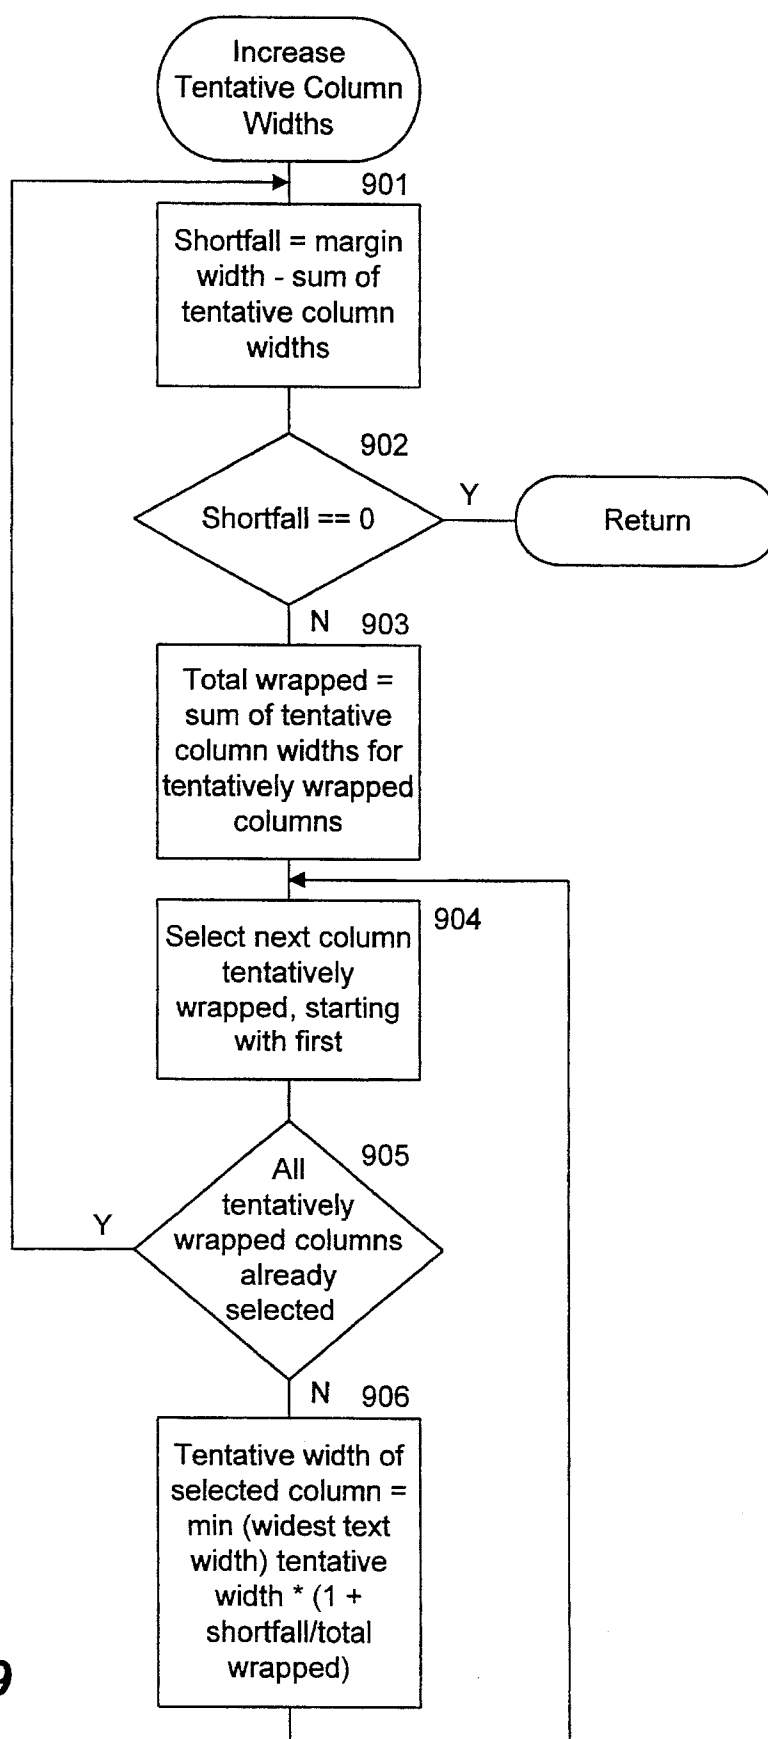 Increase
Tentative Column
Widths
901
Shortfall = margin
width - sum of
tentative column
widths
902
Shortfall == 0
Y
Return
N
903
Total wrapped =
sum of tentative
column widths for
tentatively wrapped
columns
904
Select next column
tentatively
wrapped, starting
with first
905
All
tentatively
wrapped columns
already
selected
Y
N
906
Tentative width of
selected column =
min (widest text
width) tentative
width * (1 +
shortfall/total
wrapped)
9